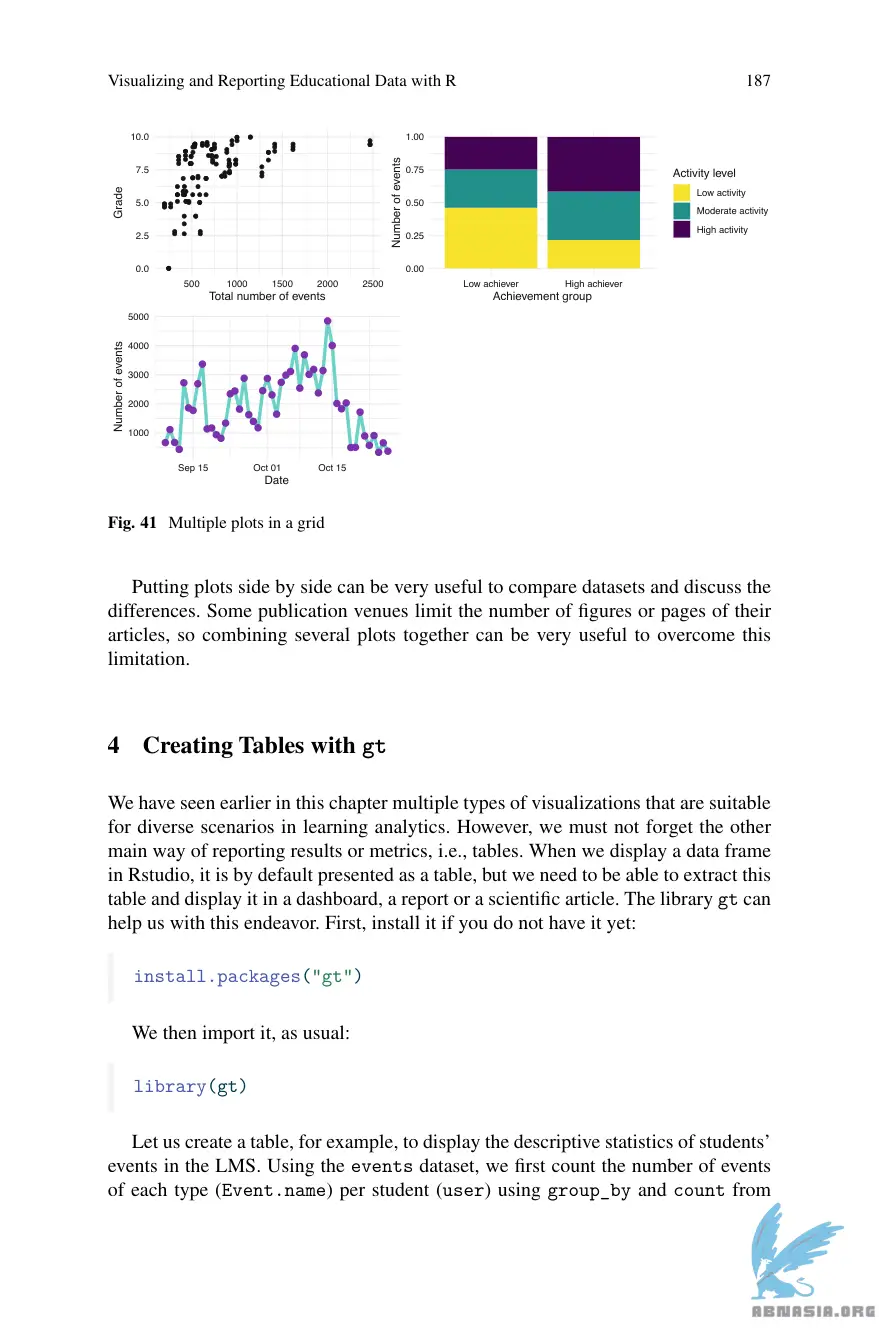 Visualizing and Reporting Educational Data with R 187
10.0
7.5
5.0
2.5
0.0
Grade
500 1000 1500 2000 2500
Total number of events
1.00
0.75
0.50
0.25
0.00
Number of events
Low achiever High achiever
Achievement group
Activity level
Low activity
Moderate activity
High activity
5000
4000
3000
2000
1000
Number of events
Sep 15 Oct 01 Oct 15
Date
Fig. 41 Multiple plots in a grid
Putting plots side by side can be very useful to compare datasets and discuss the
differences. Some publication venues limit the number of figures or pages of their
articles, so combining several plots together can be very useful to overcome this
limitation.
4 Creating Tables with gt
We have seen earlier in this chapter multiple types of visualizations that are suitable
for diverse scenarios in learning analytics. However, we must not forget the other
main way of reporting results or metrics, i.e., tables. When we display a data frame
in Rstudio, it is by default presented as a table, but we need to be able to extract this
table and display it in a dashboard, a report or a scientific article. The library gt can
help us with this endeavor. First, install it if you do not have it yet:
install.packages("gt")
We then import it, as usual:
library(gt)
Let us create a table, for example, to display the descriptive statistics of students’
events in the LMS. Using the events dataset, we first count the number of events
of each type (Event.name) per student (user) using group_by and count from
ABNASIA.ORG